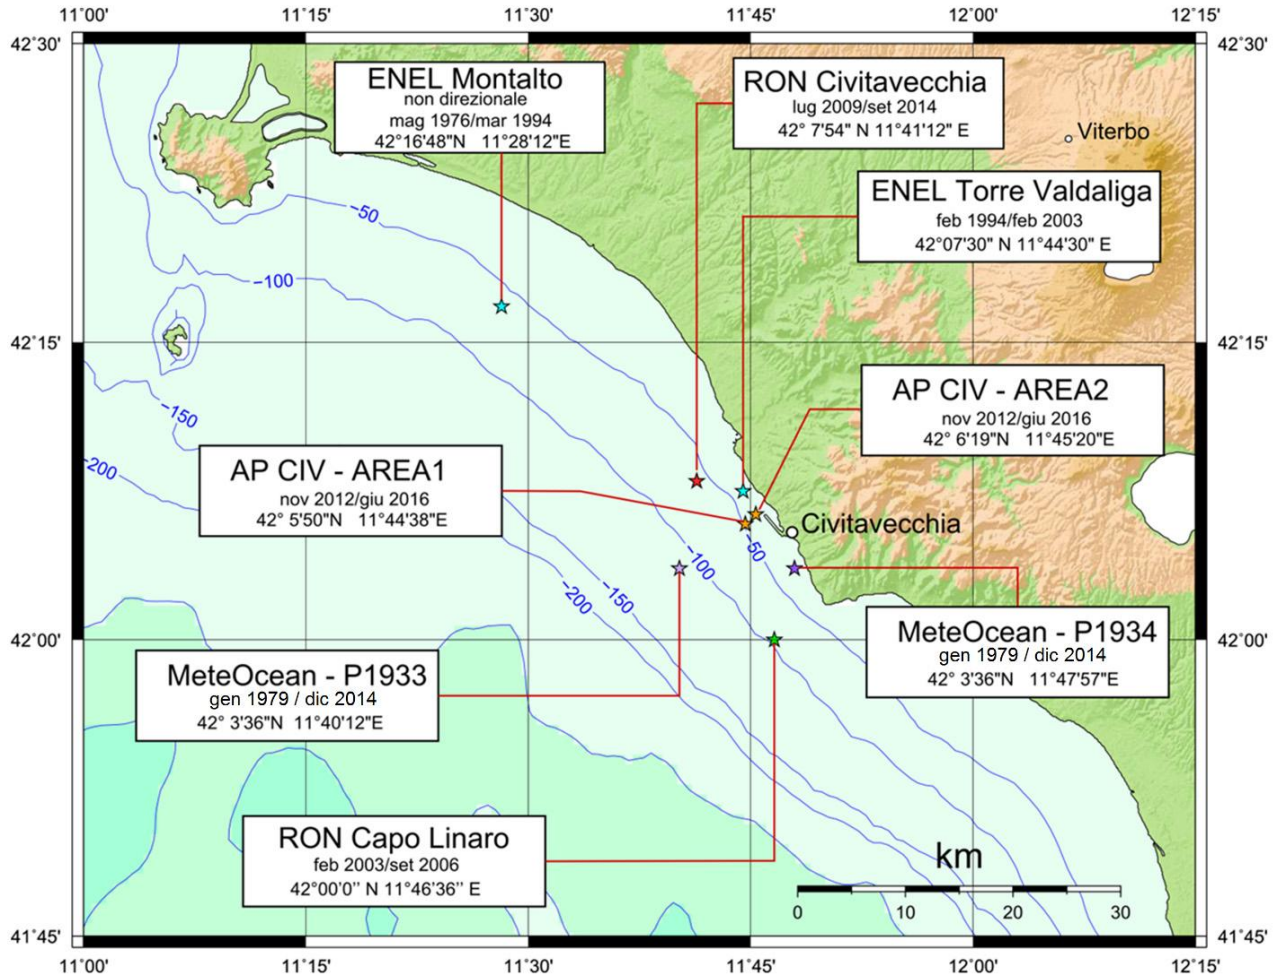 11°00'
11°15'
11°30'
11°45'
12°00'
12°15'
42°30'
42°30'
ENEL Montalto
non direzionale
mag 1976/mar 1994
42°16'48"N 11°28'12"E
RON Civitavecchia
lug 2009/set 2014
42° 7'54" N 11°41'12" E
Viterbo
ENEL Torre Valdaliga
feb 1994/feb 2003
42°07'30" N 11°44'30" E
-50
-100
42°15'
42°15'
AP CIV - AREA2
nov 2012/giu 2016
42° 6'19"N 11°45'20"E
-150
-200
AP CIV - AREA1
nov 2012/giu 2016
42° 5'50"N 11°44'38"E
Civitavecchia
-50
-100
-150
-200
42°00'
42°00'
MeteOcean - P1934
gen 1979 / dic 2014
42° 3'36"N 11°47'57"E
MeteOcean - P1933
gen 1979 / dic 2014
42° 3'36"N 11°40'12"E
RON Capo Linaro
feb 2003/set 2006
42°00'0'' N 11°46'36'' E
km
0 10 20 30
41°45'
41°45'
11°00'
11°15'
11°30'
11°45'
12°00'
12°15'